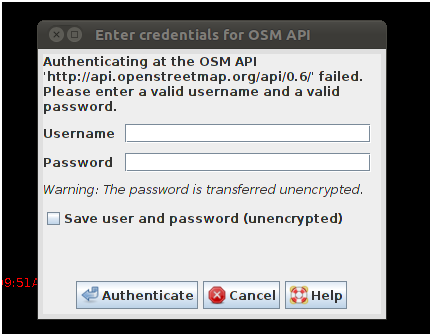 Enter credentials for OSM API
Authenticating at the OSM API
'http://api.openstreetmap.org/api/0.6/' failed.
Please enter a valid username and a valid
password.
Username
Password
Warning: The password is transferred unencrypted.
Save user and password (unencrypted)
09:51A
Authenticate Cancel Help